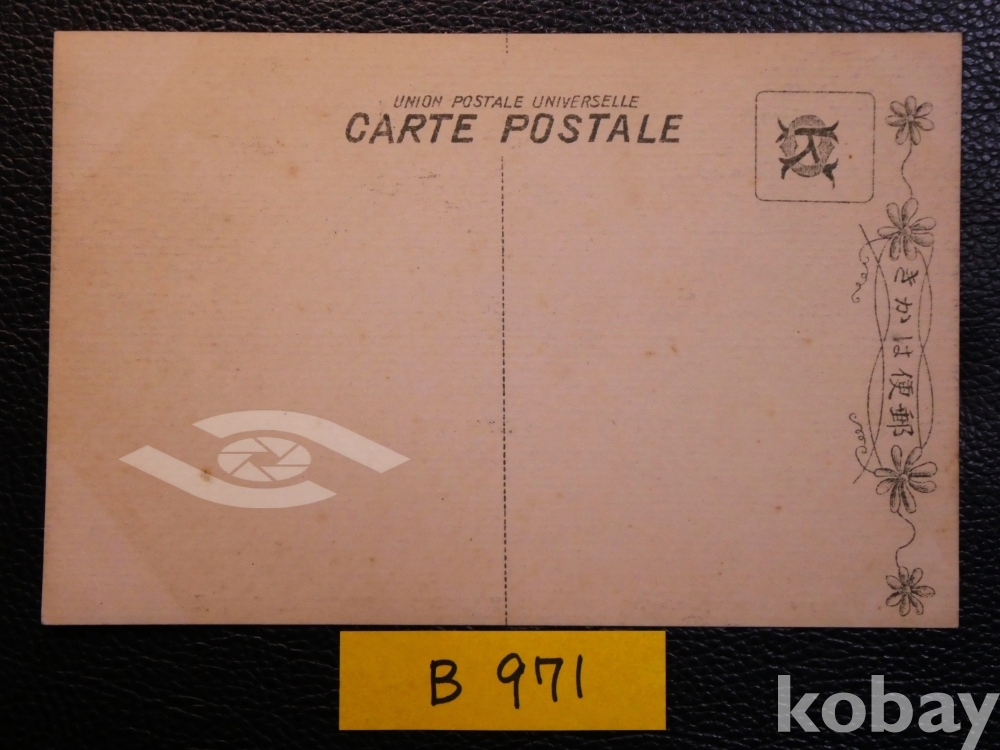 UNION POSTALE UNIVERSELLE
CARTE POSTALE
K
きかは便郵
B 971
kobay